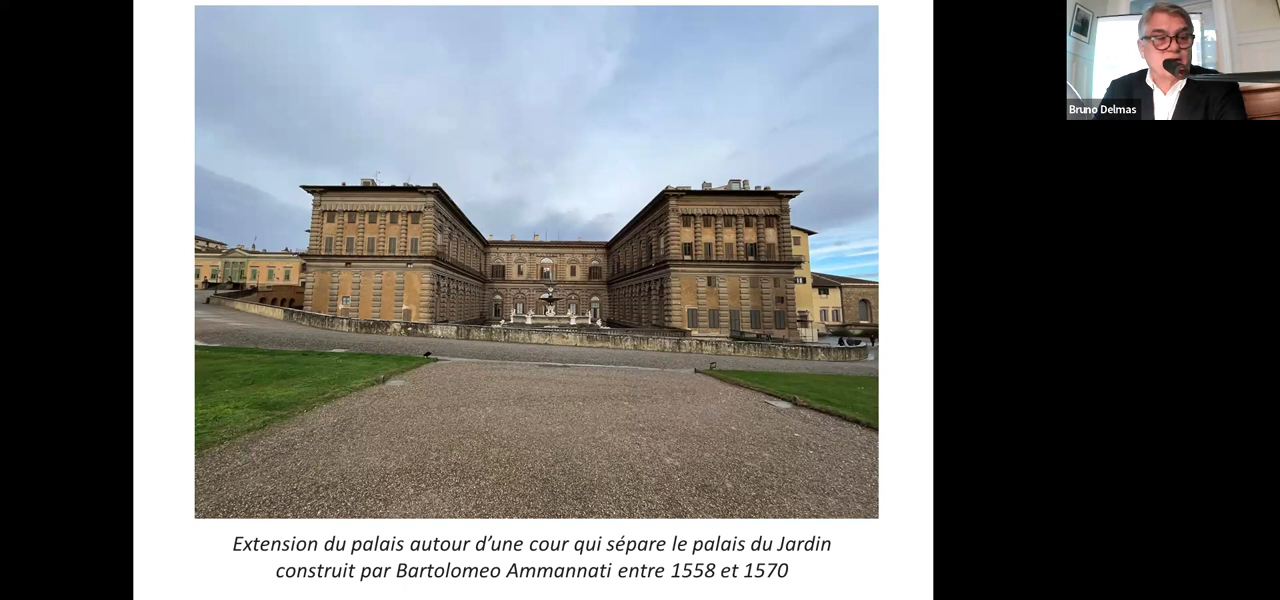 Bruno Delmas
Extension du palais autour d’une cour qui sépare le palais du Jardin
construit par Bartolomeo Ammannati entre 1558 et 1570